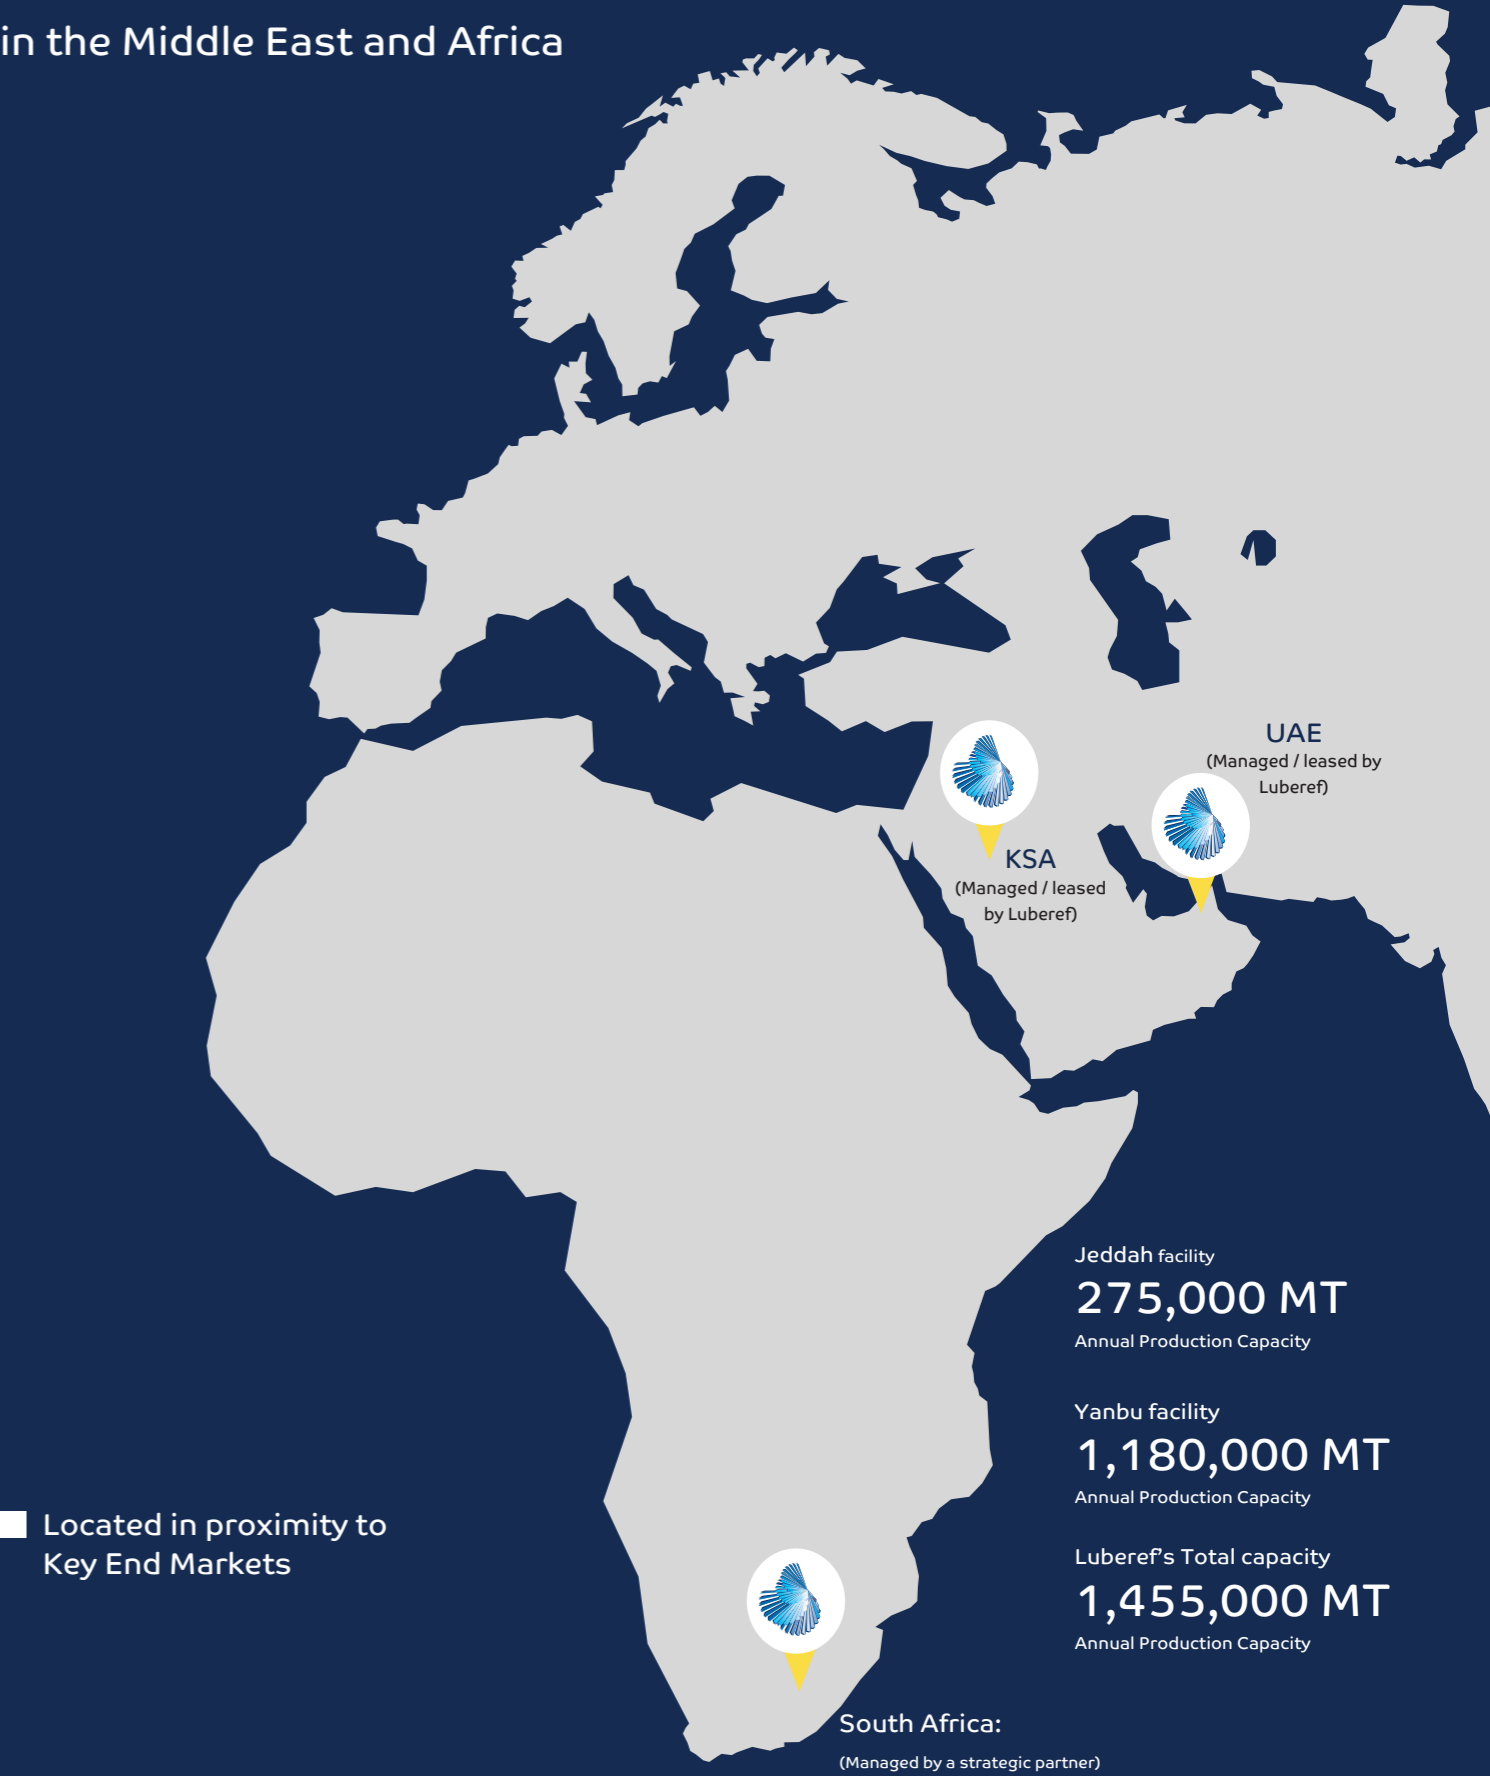 in the Middle East and Africa
UAE
(Managed / leased by
Luberef)
KSA
(Managed / leased
by Luberef)
Jeddah facility
275,000 MT
Annual Production Capacity
Yanbu facility
1,180,000 MT
Annual Production Capacity
Located in proximity to
Key End Markets
Luberef’s Total capacity
1,455,000 MT
Annual Production Capacity
South Africa:
(Managed by a strategic partner)